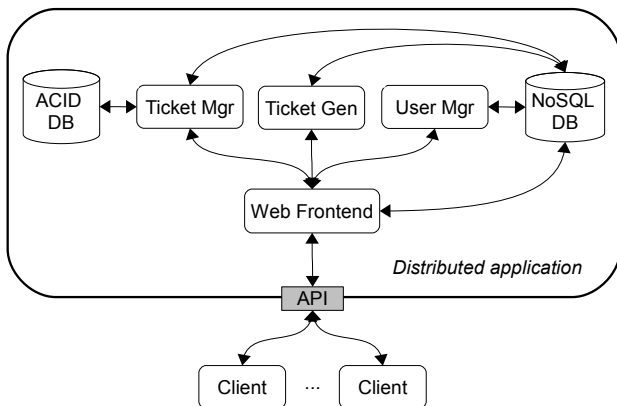 ACID
DB
Ticket Mgr
Ticket Gen
User Mgr
NoSQL
DB
Web Frontend
Distributed application
API
Client
...
Client